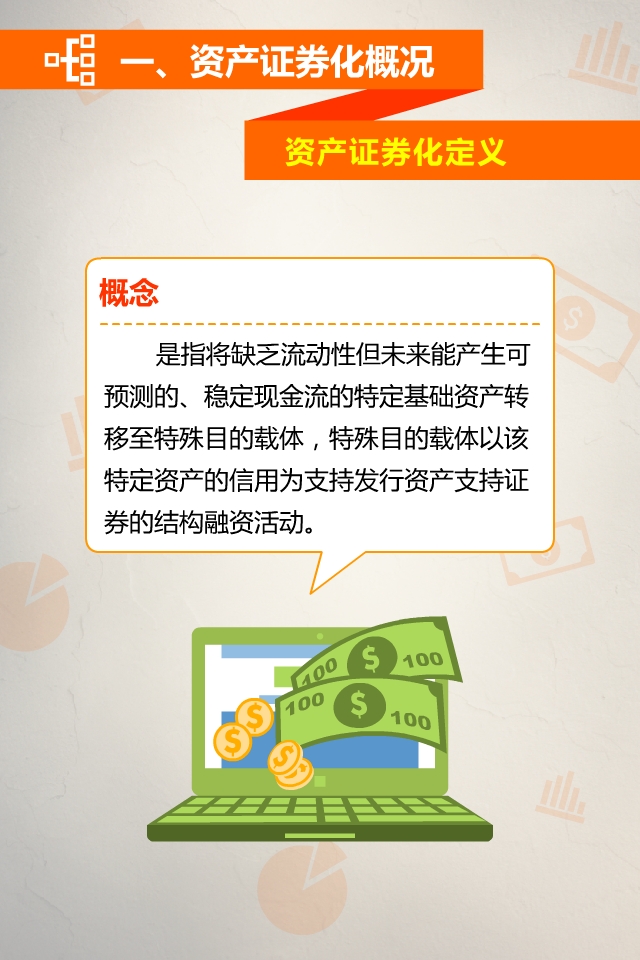 一、资产证券化概况
资产证券化定义
概念
是指将缺乏流动性但未来能产生可
预测的、稳定现金流的特定基础资产转
移至特殊目的载体，特殊目的载体以该
特定资产的信用为支持发行资产支持证
券的结构融资活动。
$
100
100
$
100
100
$
$
$
$